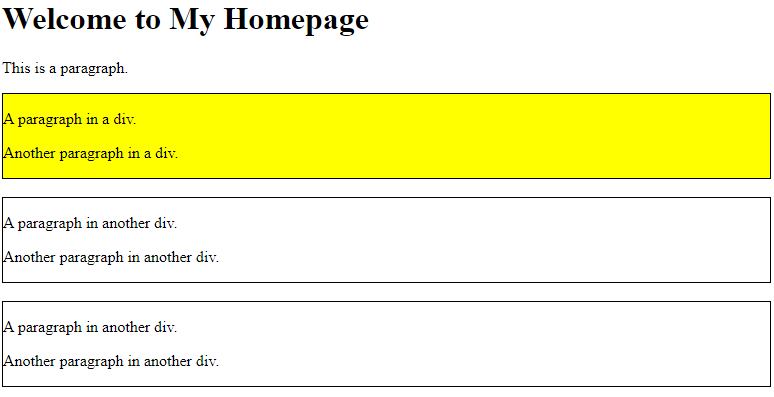 Welcome to My Homepage
This is a paragraph.
A paragraph in a div.
Another paragraph in a div.
A paragraph in another div.
Another paragraph in another div.
A paragraph in another div.
Another paragraph in another div.